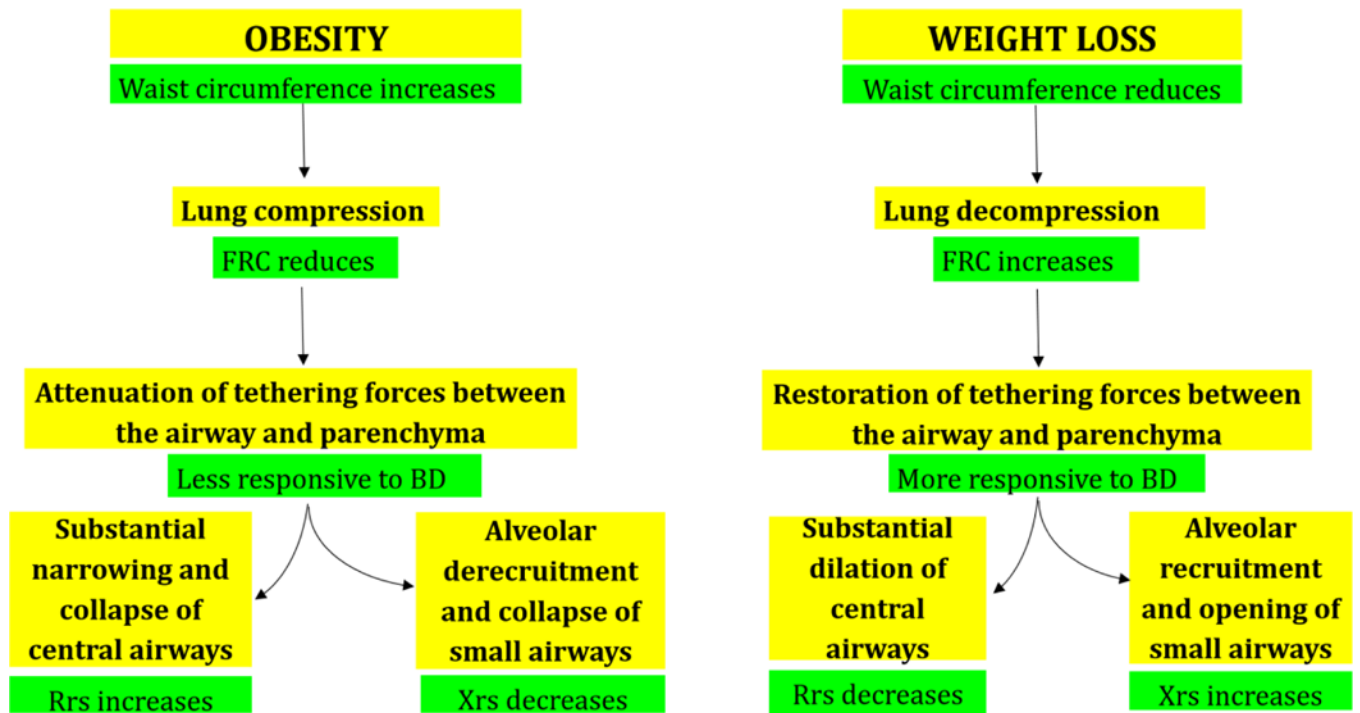 OBESITY
Waist circumference increases
Lung compression
FRC reduces
Attenuation of tethering forces between
the airway and parenchyma
Less responsive to BD
Substantial
narrowing and
collapse of
central airways
Rrs increases
Alveolar
derecruitment
and collapse of
small airways
Xrs decreases
WEIGHT LOSS
Waist circumference reduces
Lung decompression
FRC increases
Restoration of tethering forces between
the airway and parenchyma
More responsive to BD
Substantial
dilation of
central
airways
Rrs decreases
Alveolar
recruitment
and opening of
small airways
Xrs increases